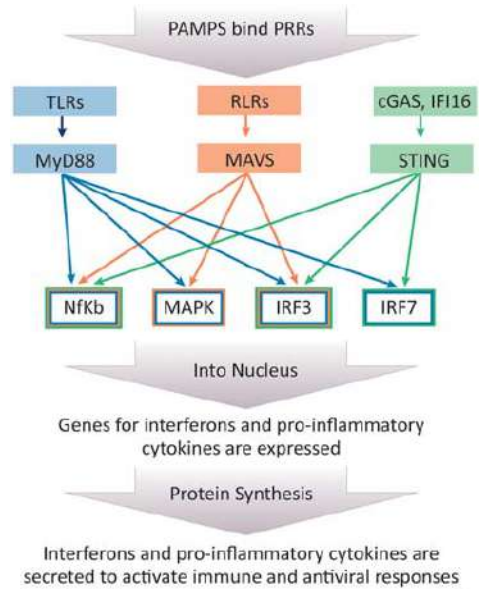 PAMPS bind PRRs
TLRs
RLRs
cGAS, IFI16
MyD88
MAVS
STING
NfKb
MAPK
IRF3
IRF7
Into Nucleus
Genes for interferons and pro-inflammatory
cytokines are expressed
Protein Synthesis
Interferons and pro-inflammatory cytokines are
secreted to activate immune and antiviral responses